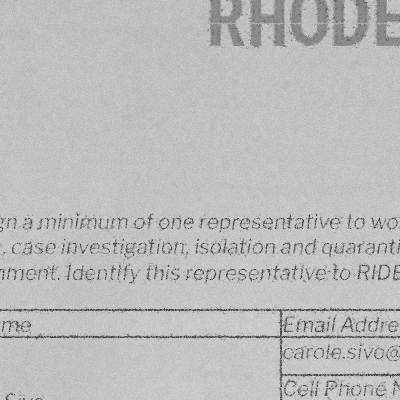 RHODE
gn a minimum of one representative to wo
, case investigation, isolation and quaranti
nment. Identify this representative to RIDE
me
Email Addre
carole.sivo@
Cell Phone N
Sivo